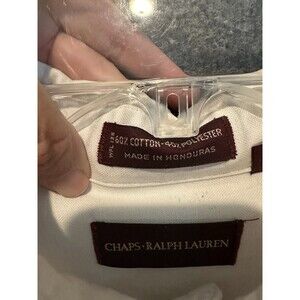 60% COTTON • 40% POLYESTER
MADE IN HONDURAS
CHAPS • RALPH LAUREN